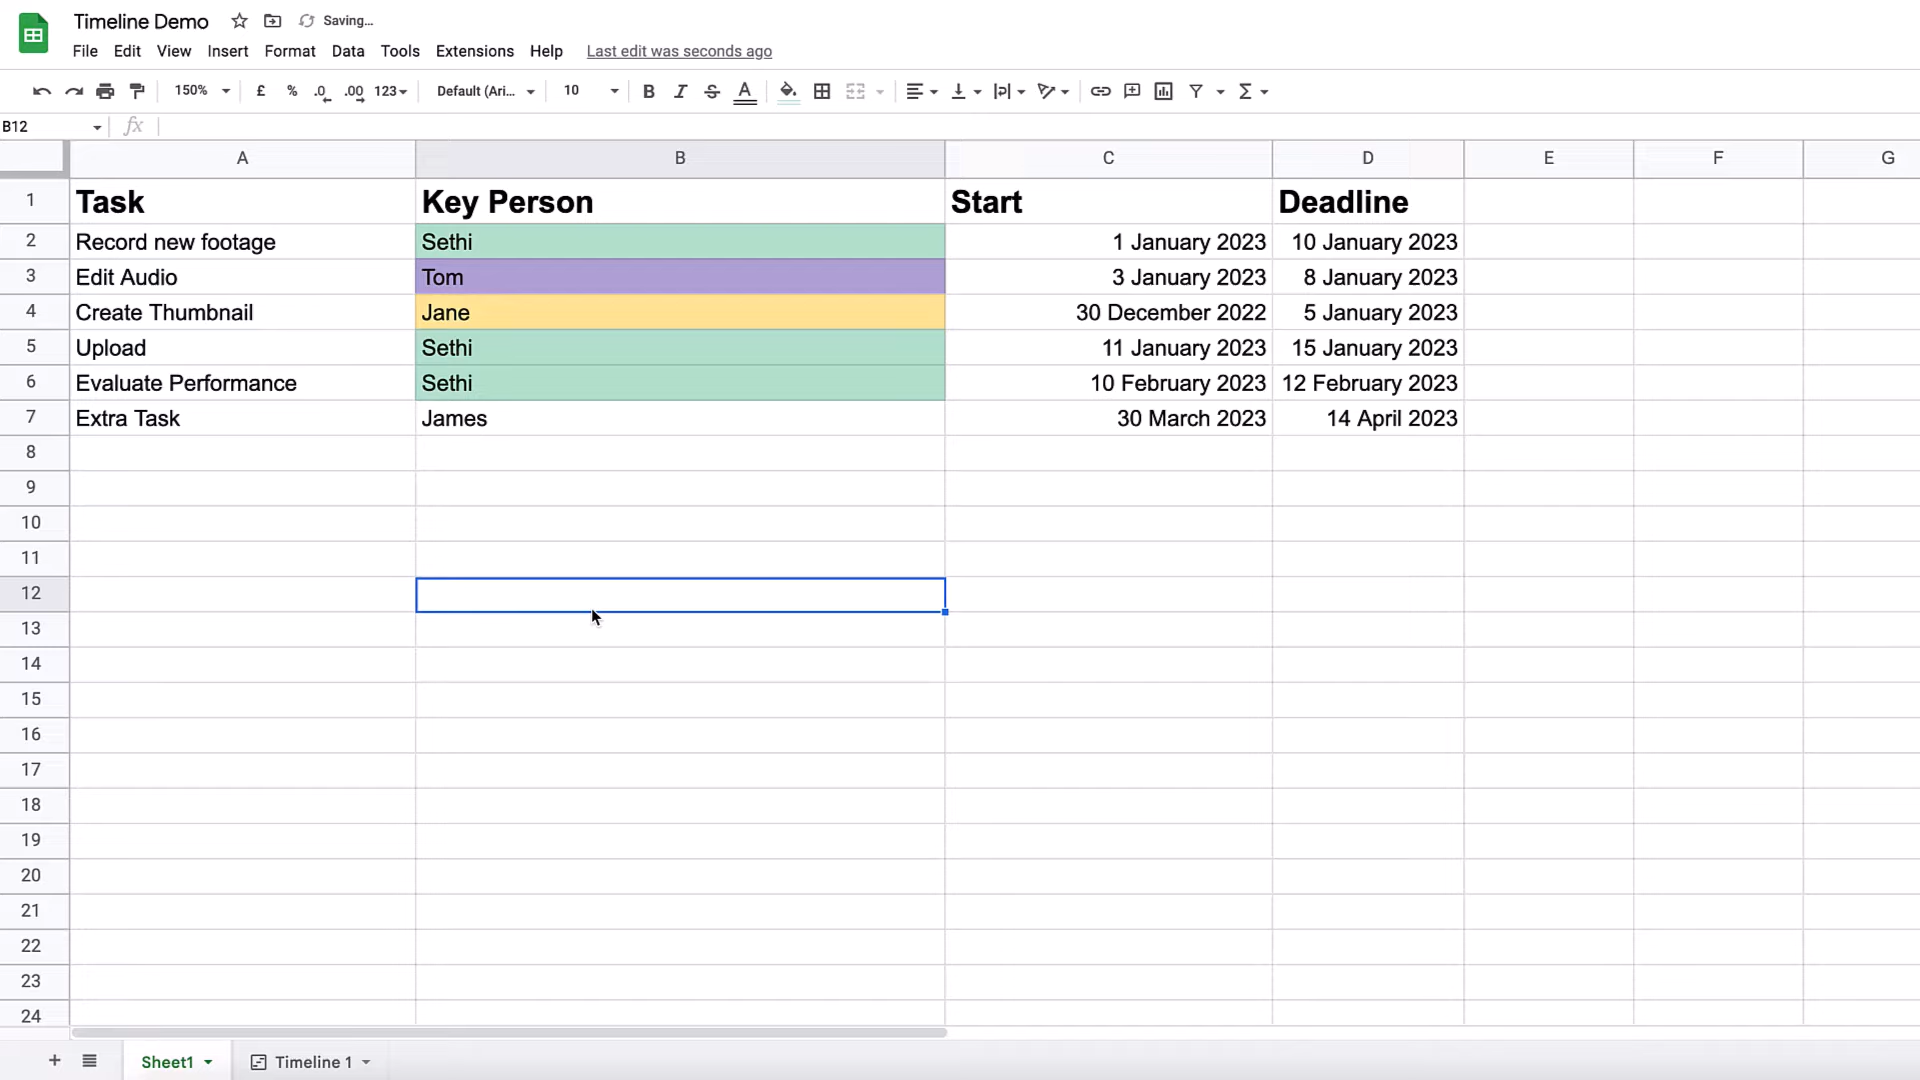 Timeline Demo Saving...
File Edit View Insert Format Data Tools Extensions Help Last edit was seconds ago
150% £ % .0 .00 123 Default (Ari... 10 B I S A Σ
B12 fx
A B C D E F G
1 Task Key Person Start Deadline
2 Record new footage Sethi 1 January 2023 10 January 2023
3 Edit Audio Tom 3 January 2023 8 January 2023
4 Create Thumbnail Jane 30 December 2022 5 January 2023
5 Upload Sethi 11 January 2023 15 January 2023
6 Evaluate Performance Sethi 10 February 2023 12 February 2023
7 Extra Task James 30 March 2023 14 April 2023
8
9
10
11
12
13
14
15
16
17
18
19
20
21
22
23
24
+ Sheet1 Timeline 1